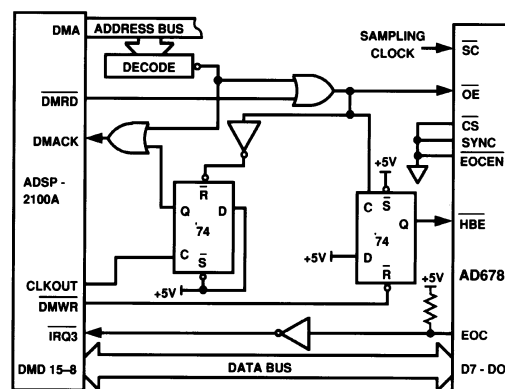 DMA
ADDRESS BUS
SAMPLING
CLOCK
SC
DECODE
DMRD
OE
DMACK
CS
SYNC
EOCEN
+5V
ADSP -
2100A
R
Q
D
'74
C
S
C
S
Q
'74
D
R
HBE
+5V
+5V
AD678
+5V
CLKOUT
DMWR
IRQ3
EOC
DMD 15–8
DATA BUS
D7 - DO